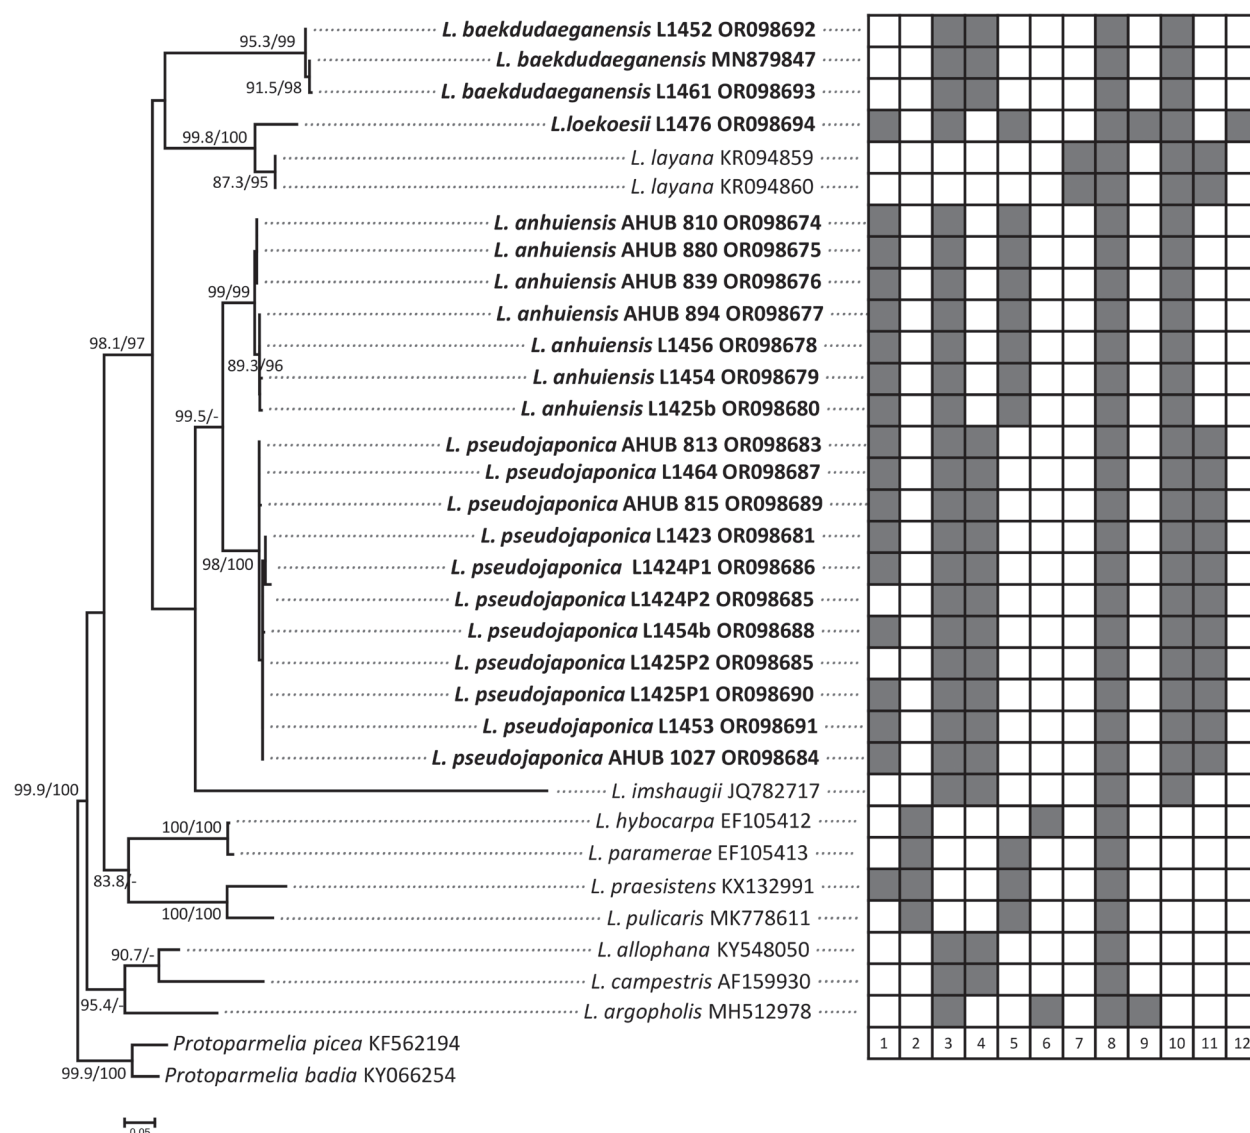 95.3/99
L. baekdudaeganensis L1452 OR098692
L. baekdudaeganensis MN879847
91.5/98
L. baekdudaeganensis L1461 OR098693
L.loekoesii L1476 OR098694
99.8/100
L. layana KR094859
87.3/95
L. layana KR094860
L. anhuiensis AHUB 810 OR098674
L. anhuiensis AHUB 880 OR098675
L. anhuiensis AHUB 839 OR098676
99/99
L. anhuiensis AHUB 894 OR098677
98.1/97
L. anhuiensis L1456 OR098678
89.3/96
L. anhuiensis L1454 OR098679
L. anhuiensis L1425b OR098680
99.5/-
L. pseudojaponica AHUB 813 OR098683
L. pseudojaponica L1464 OR098687
L. pseudojaponica AHUB 815 OR098689
L. pseudojaponica L1423 OR098681
98/100
L. pseudojaponica L1424P1 OR098686
L. pseudojaponica L1424P2 OR098685
L. pseudojaponica L1454b OR098688
L. pseudojaponica L1425P2 OR098685
L. pseudojaponica L1425P1 OR098690
L. pseudojaponica L1453 OR098691
L. pseudojaponica AHUB 1027 OR098684
99.9/100
L. imshaugii JQ782717
100/100
L. hybocarpa EF105412
L. paramerae EF105413
83.8/-
L. praesistens KX132991
100/100
L. pulicaris MK778611
90.7/-
L. allophana KY548050
L. campestris AF159930
95.4/-
L. argopholis MH512978
1 2 3 4 5 6 7 8 9 10 11 12
Protoparmelia picea KF562194
99.9/100
Protoparmelia badia KY066254
0.05